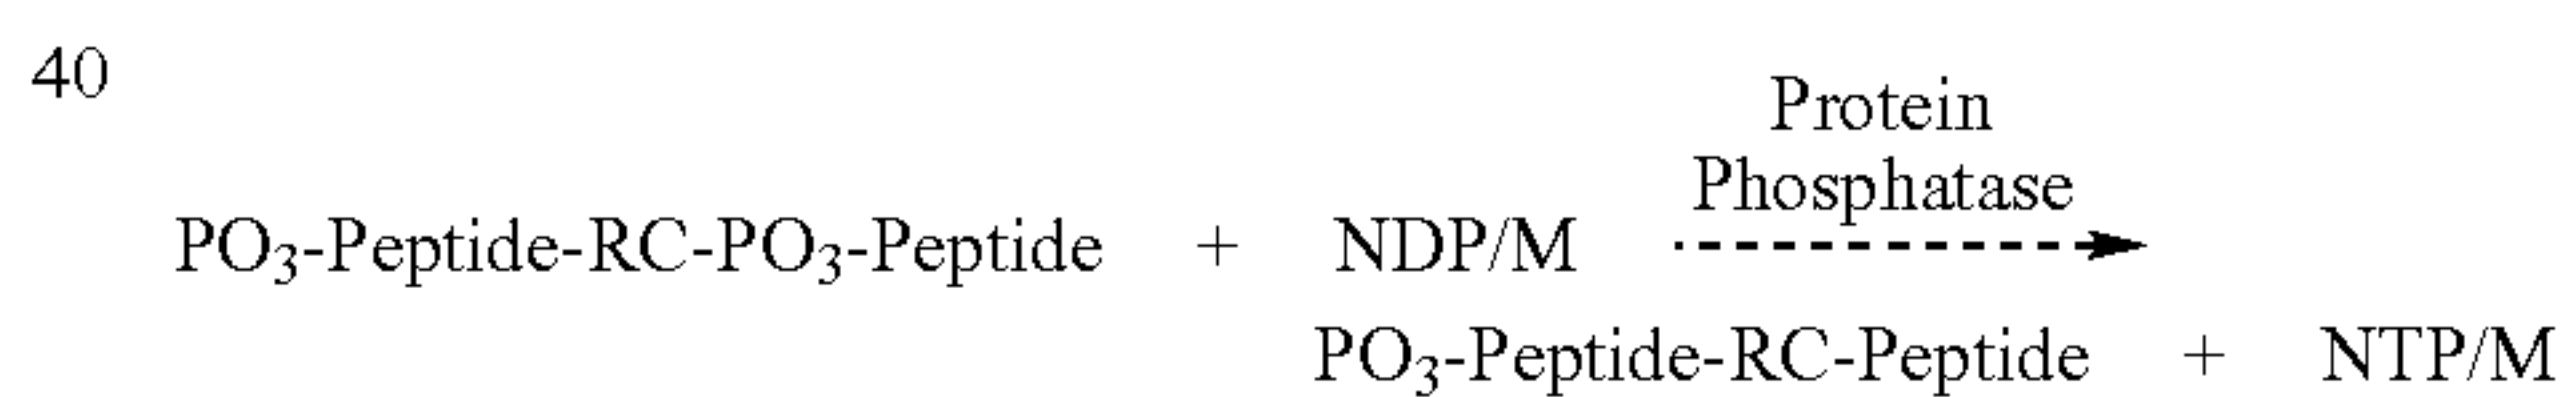 40
Protein
Phosphatase
PO₃-Peptide-RC-PO₃-Peptide + NDP/M
PO₃-Peptide-RC-Peptide + NTP/M